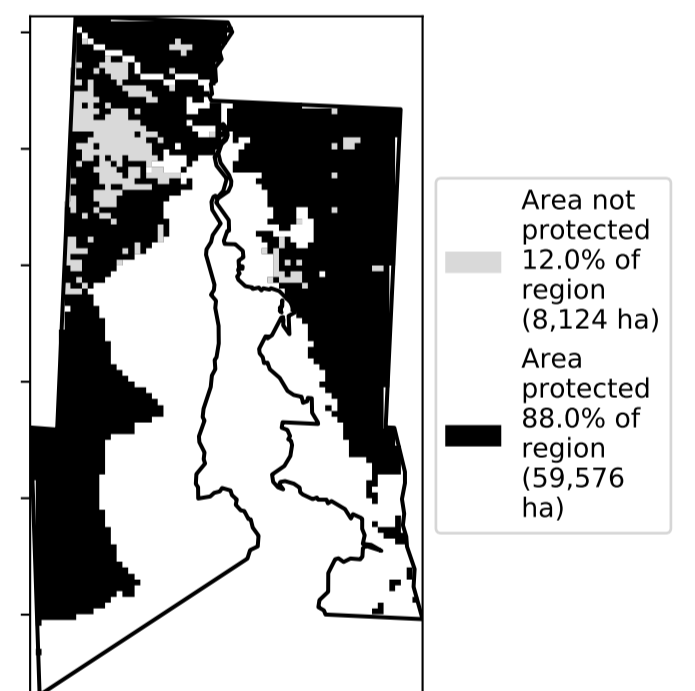 Area not
protected
12.0% of
region
(8,124 ha)
Area
protected
88.0% of
region
(59,576
ha)